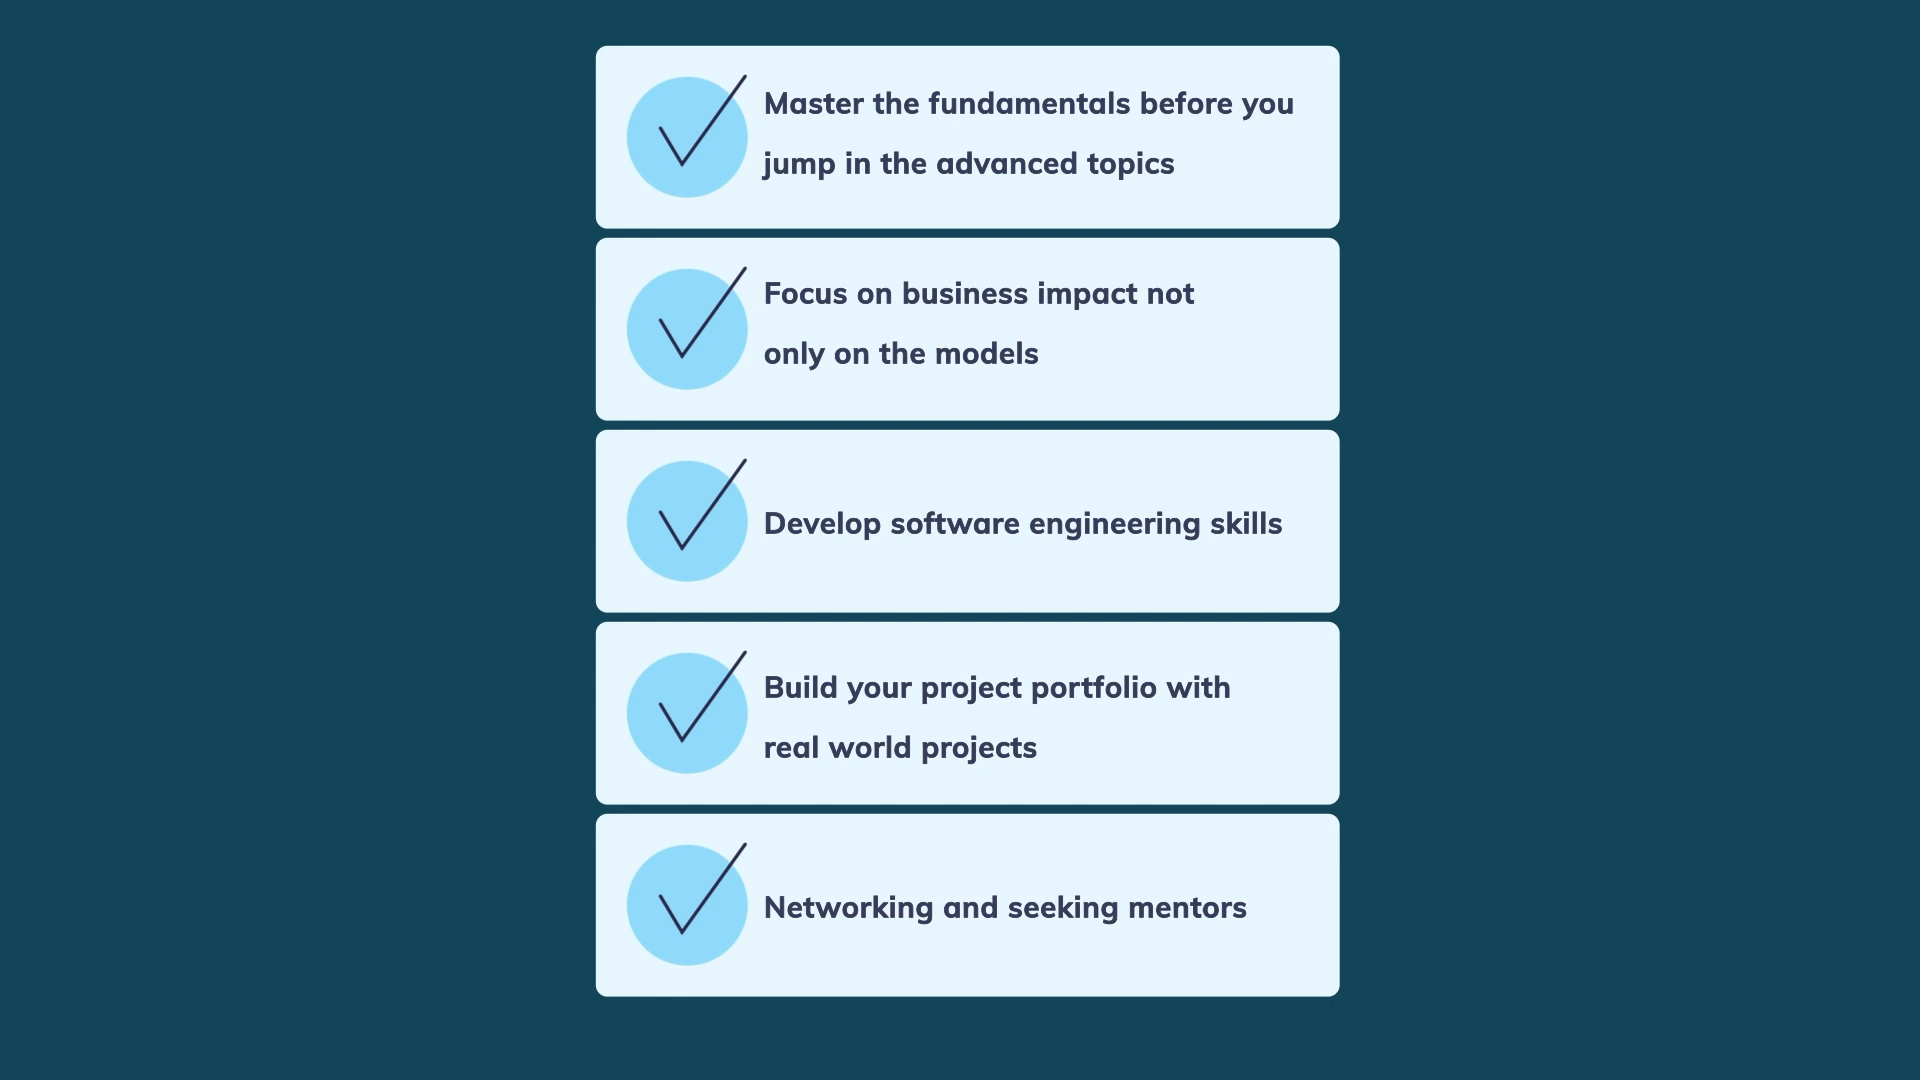 Master the fundamentals before you
jump in the advanced topics
Focus on business impact not
only on the models
Develop software engineering skills
Build your project portfolio with
real world projects
Networking and seeking mentors